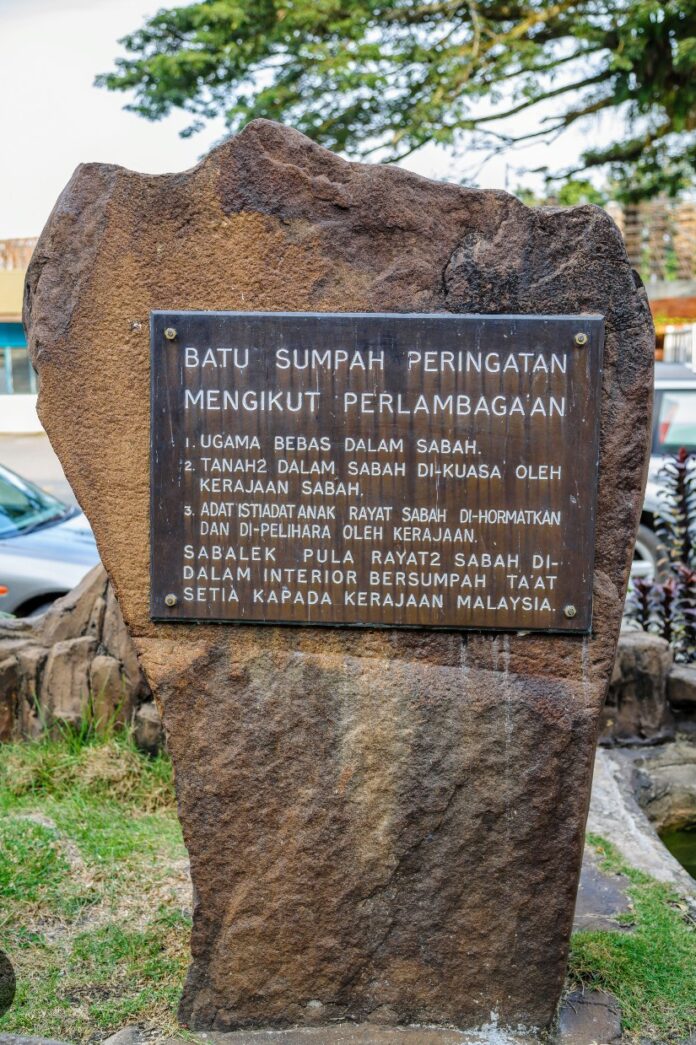 BATU SUMPAH PERINGATAN
MENGIKUT PERLAMBAGA'AN
1. UGAMA BEBAS DALAM SABAH.
2. TANAH2 DALAM SABAH DI-KUASA' OLEH
KERAJAAN SABAH.
3. ADAT ISTIADAT ANAK RAYAT SABAH DI-HORMATKAN
DAN DI-PELIHARA OLEH KERAJAAN.
SABALEK PULA RAYAT2 SABAH DI-
DALAM INTERIOR BERSUMPAH TA'AT
SETIA KAPADA KERAJAAN MALAYSIA.